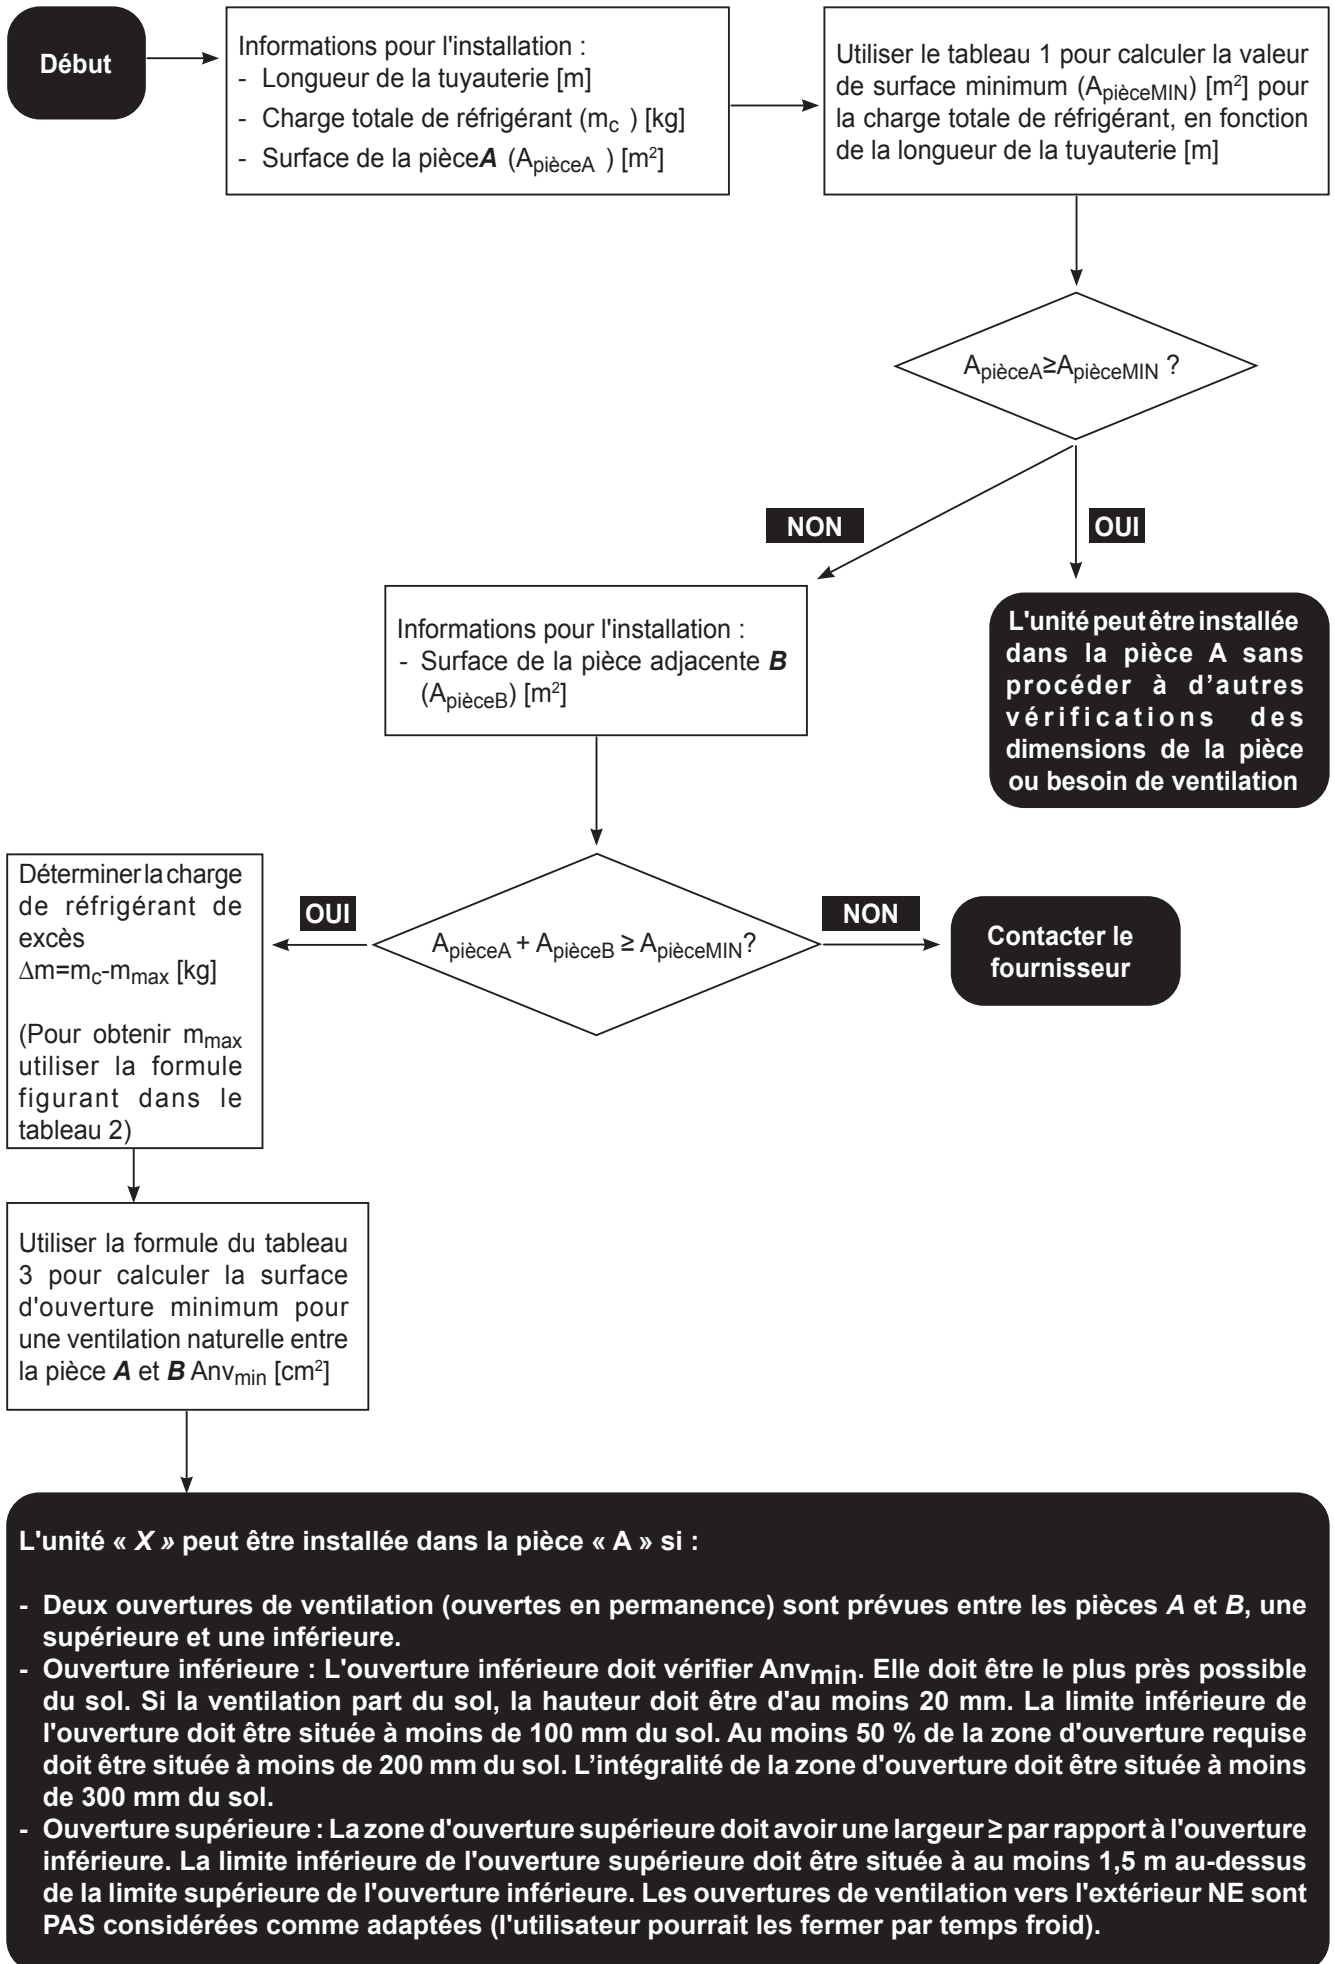 Début
Informations pour l'installation :
- Longueur de la tuyauterie [m]
- Charge totale de réfrigérant (mc ) [kg]
- Surface de la pièceA (ApièceA ) [m²]
Utiliser le tableau 1 pour calculer la valeur
de surface minimum (ApièceMIN) [m²] pour
la charge totale de réfrigérant, en fonction
de la longueur de la tuyauterie [m]
ApièceA≥ApièceMIN ?
NON
OUI
Informations pour l'installation :
- Surface de la pièce adjacente B
(ApièceB) [m²]
L'unité peut être installée
dans la pièce A sans
procéder à d'autres
vérifications des
dimensions de la pièce
ou besoin de ventilation
Déterminer la charge
de réfrigérant de
excès
Δm=mc-mmax [kg]
(Pour obtenir mmax
utiliser la formule
figurant dans le
tableau 2)
OUI
ApièceA + ApièceB ≥ ApièceMIN?
NON
Contacter le
fournisseur
Utiliser la formule du tableau
3 pour calculer la surface
d'ouverture minimum pour
une ventilation naturelle entre
la pièce A et B Anvmin [cm²]
L'unité « X » peut être installée dans la pièce « A » si :
- Deux ouvertures de ventilation (ouvertes en permanence) sont prévues entre les pièces A et B, une
supérieure et une inférieure.
- Ouverture inférieure : L'ouverture inférieure doit vérifier Anvmin. Elle doit être le plus près possible
du sol. Si la ventilation part du sol, la hauteur doit être d'au moins 20 mm. La limite inférieure de
l'ouverture doit être située à moins de 100 mm du sol. Au moins 50 % de la zone d'ouverture requise
doit être située à moins de 200 mm du sol. L’intégralité de la zone d'ouverture doit être située à moins
de 300 mm du sol.
- Ouverture supérieure : La zone d'ouverture supérieure doit avoir une largeur ≥ par rapport à l'ouverture
inférieure. La limite inférieure de l'ouverture supérieure doit être située à au moins 1,5 m au-dessus
de la limite supérieure de l'ouverture inférieure. Les ouvertures de ventilation vers l'extérieur NE sont
PAS considérées comme adaptées (l'utilisateur pourrait les fermer par temps froid).